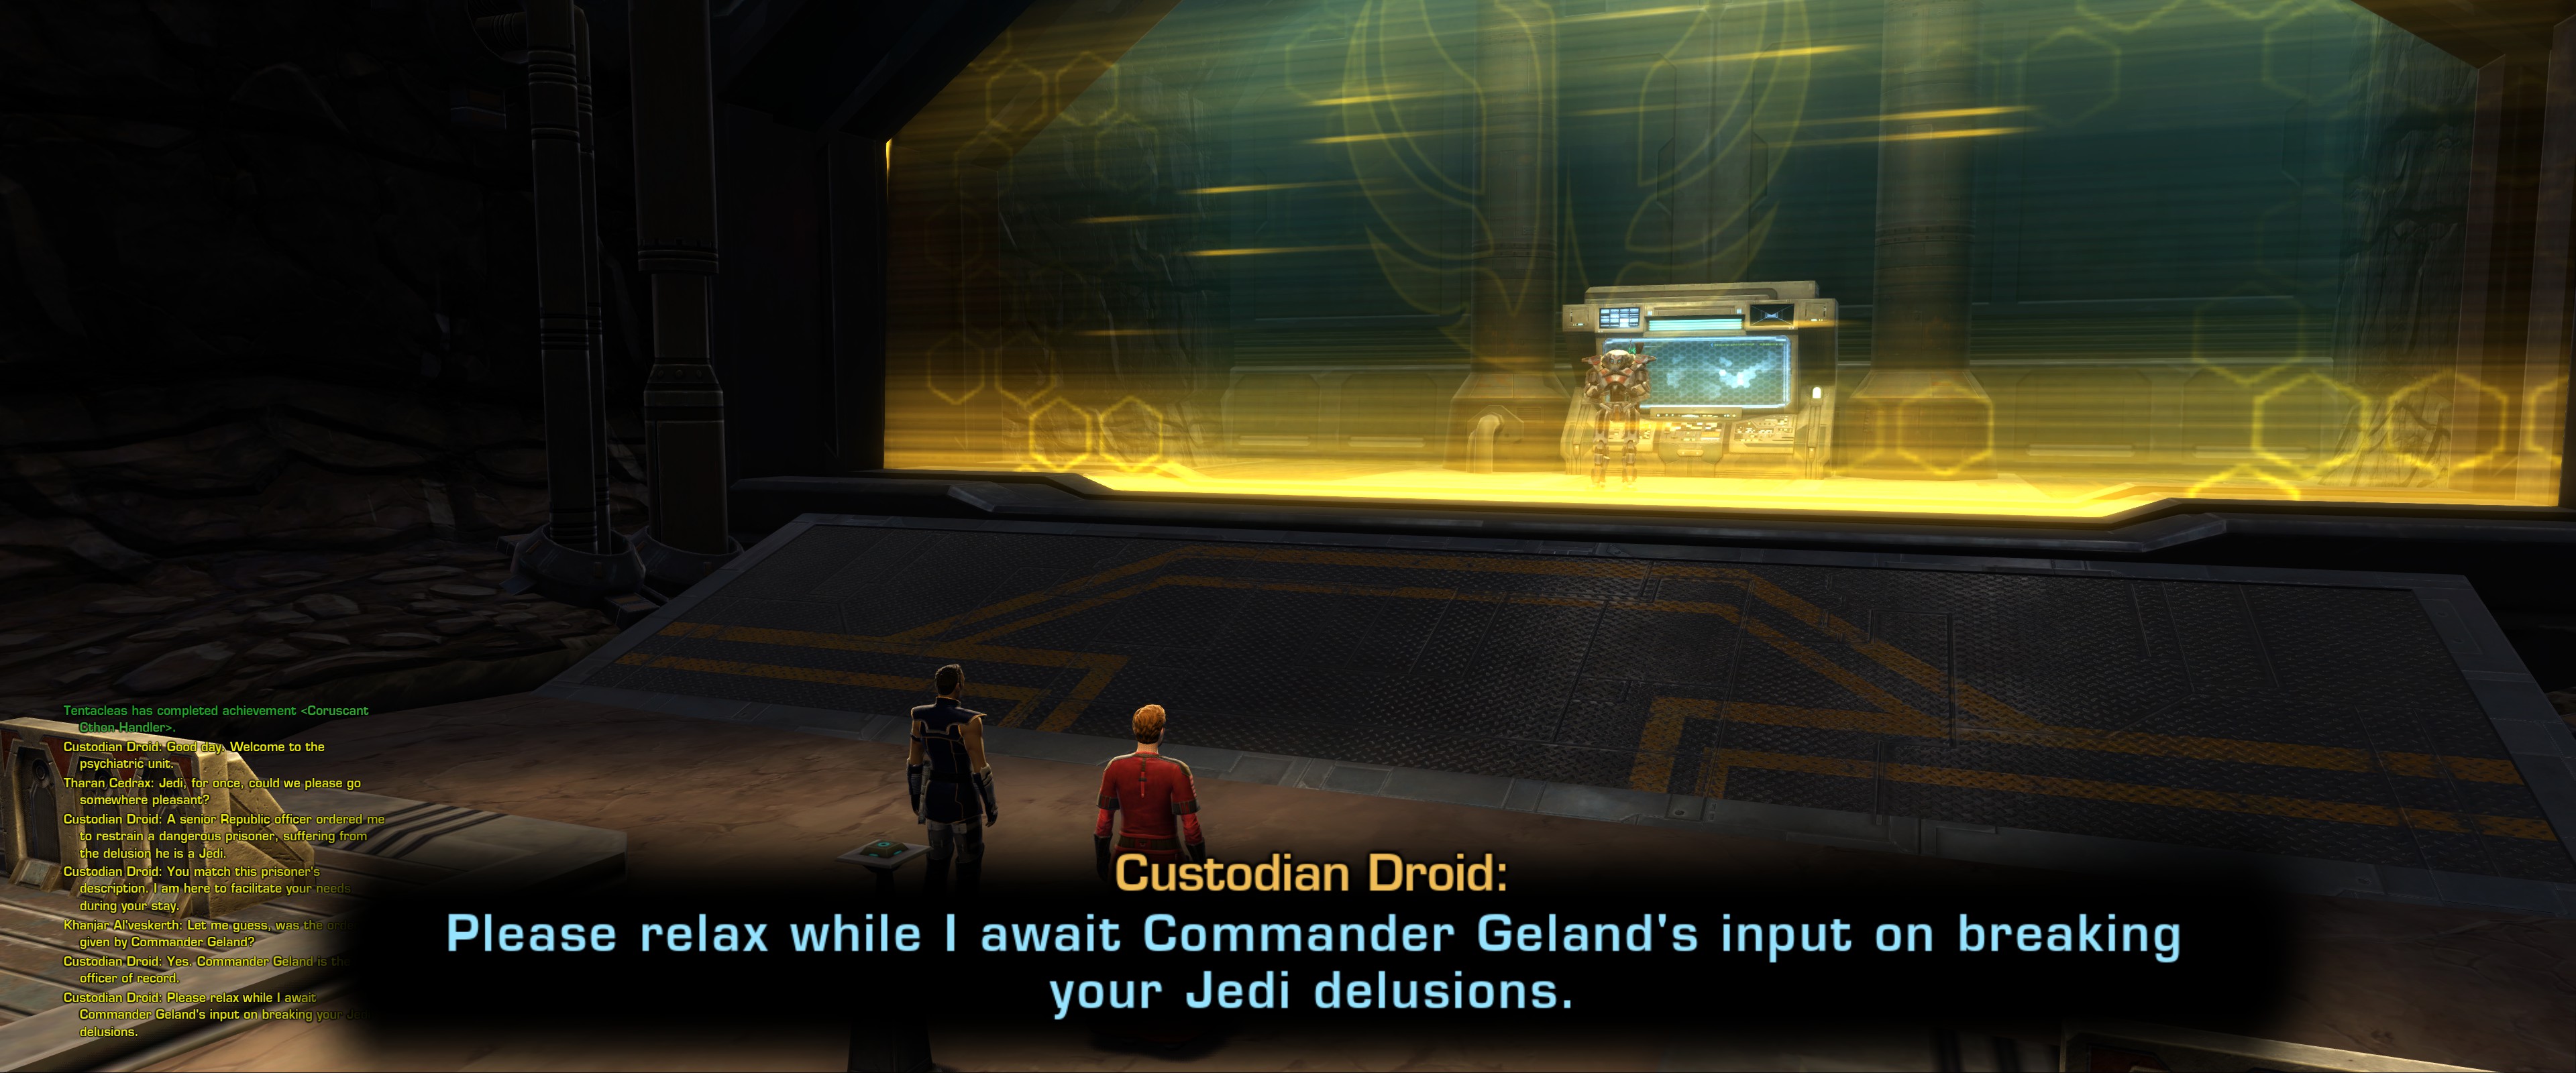 Tentacleas has completed achievement <Coruscant
Cthon Handler>.
Custodian Droid: Good day. Welcome to the
psychiatric unit.
Tharan Cedrax: Jedi, for once, could we please go
somewhere pleasant?
Custodian Droid: A senior Republic officer ordered me
to restrain a dangerous prisoner, suffering from
the delusion he is a Jedi.
Custodian Droid: You match this prisoner's
description. I am here to facilitate your needs
during your stay.
Khanjar Al'veskerth: Let me guess, was the order
given by Commander Geland?
Custodian Droid: Yes. Commander Geland is the
officer of record.
Custodian Droid: Please relax while I await
Commander Geland's input on breaking your Jedi
delusions.
Custodian Droid:
Please relax while I await Commander Geland's input on breaking
your Jedi delusions.